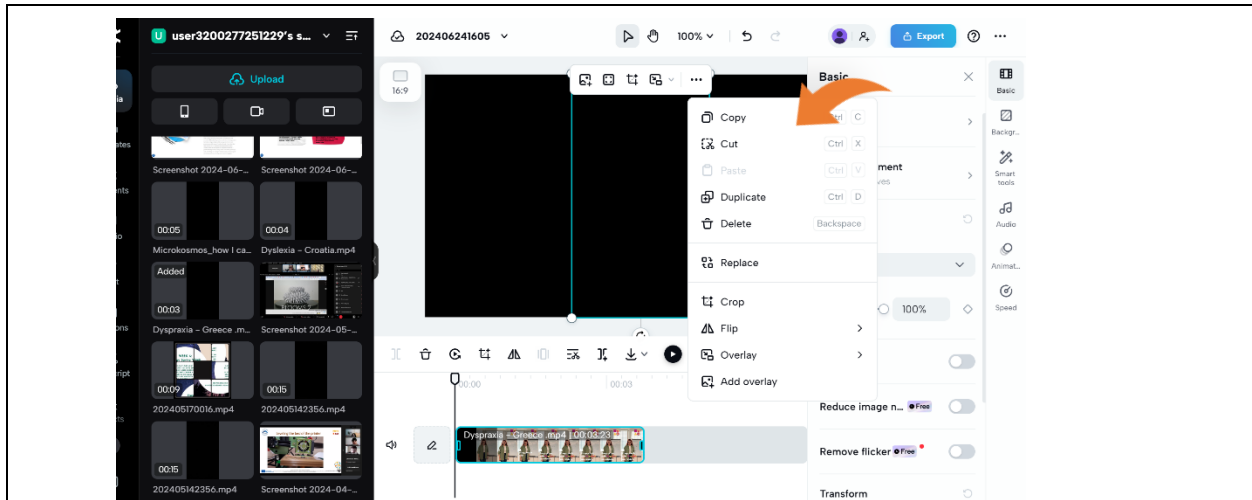 user3200277251229's s...
202406241605
100%
Export
Upload
16:9
Basic
Basic
Backgr...
Smart
tools
Audio
Animat...
Speed
Copy
Ctrl C
Cut
Ctrl X
Paste
Ctrl V
Duplicate
Ctrl D
Delete
Backspace
Replace
Crop
Flip
Overlay
Add overlay
Screenshot 2024-06-...
Screenshot 2024-06-...
00:05
00:04
Microkosmos_how I ca...
Dyslexia – Croatia.mp4
Added
00:03
Dyspraxia – Greece .m...
Screenshot 2024-05-...
00:09
00:15
202405170016.mp4
202405142356.mp4
00:15
202405142356.mp4
Screenshot 2024-04-...
100%
Reduce image n...
Free
Remove flicker
Free
Transform
00:00
00:03
Dyspraxia – Greece .mp4 | 00:03:23